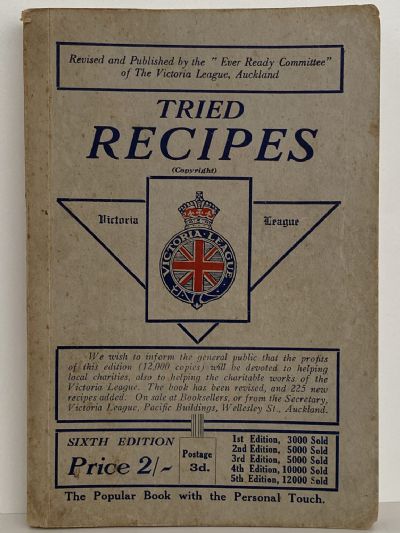 Revised and Published by the "Ever Ready Committee"
of The Victoria League, Auckland
TRIED
RECIPES
(Copyright)
Victoria League
VICTORIA · LEAGUE
We wish to inform the general public that the profits
of this edition (12,000 copies) will be devoted to helping
local charities, also to helping the charitable works of the
Victoria League. The book has been revised, and 225 new
recipes added. On sale at Booksellers, or from the Secretary,
Victoria League, Pacific Buildings, Wellesley St., Auckland.
SIXTH EDITION
Price 2/-
Postage
3d.
1st Edition, 3000 Sold
2nd Edition, 5000 Sold
3rd Edition, 5000 Sold
4th Edition, 10000 Sold
5th Edition, 12000 Sold
The Popular Book with the Personal Touch.